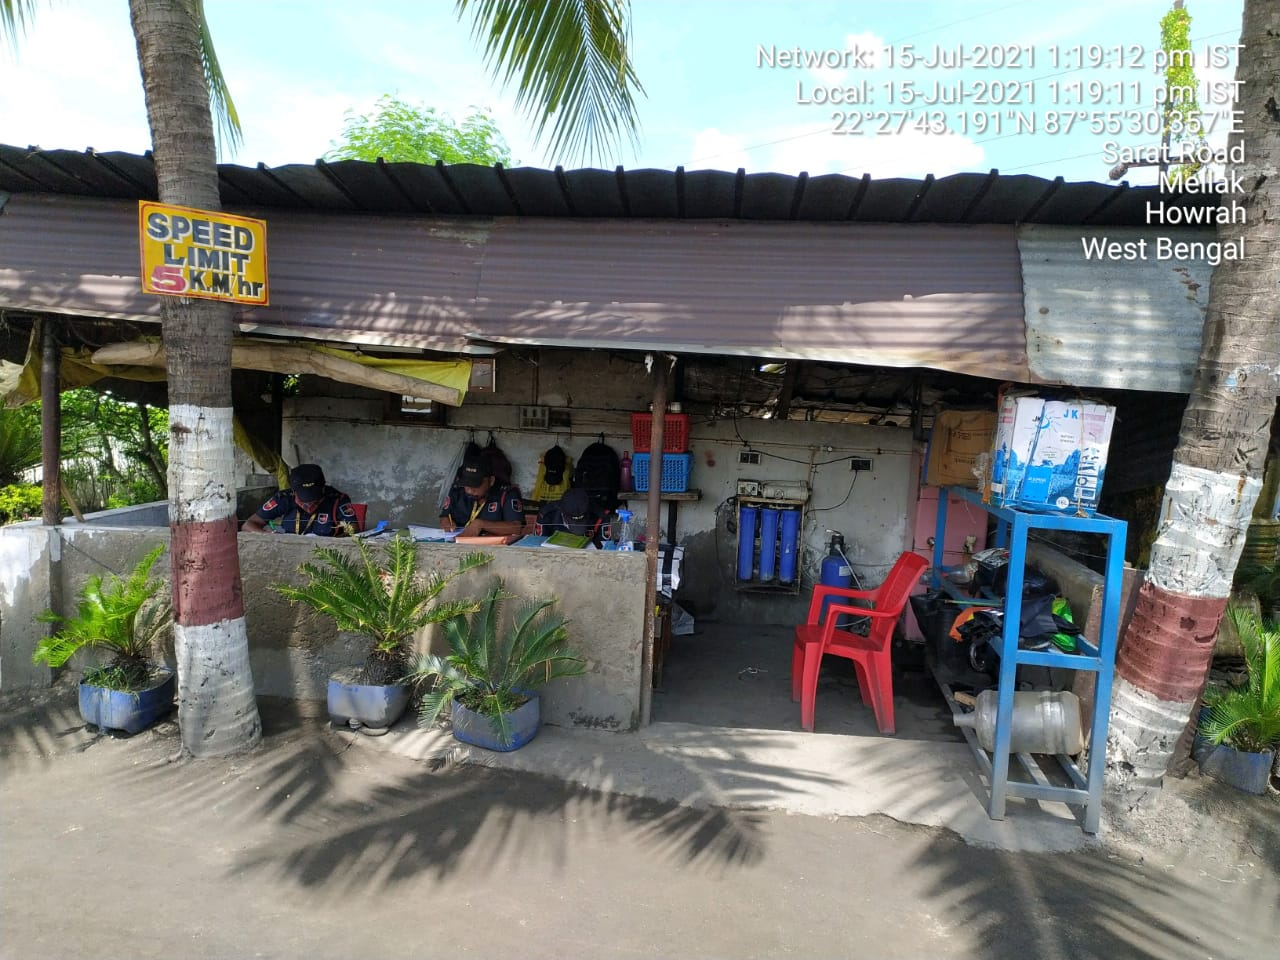 Network: 15-Jul-2021 1:19:12 pm IST
Local: 15-Jul-2021 1:19:11 pm IST
22°27'43.191"N 87°55'30.357"E
Sarat Road
Mellak
Howrah
West Bengal
SPEED
LIMIT
5 K.M/hr
JK
JK